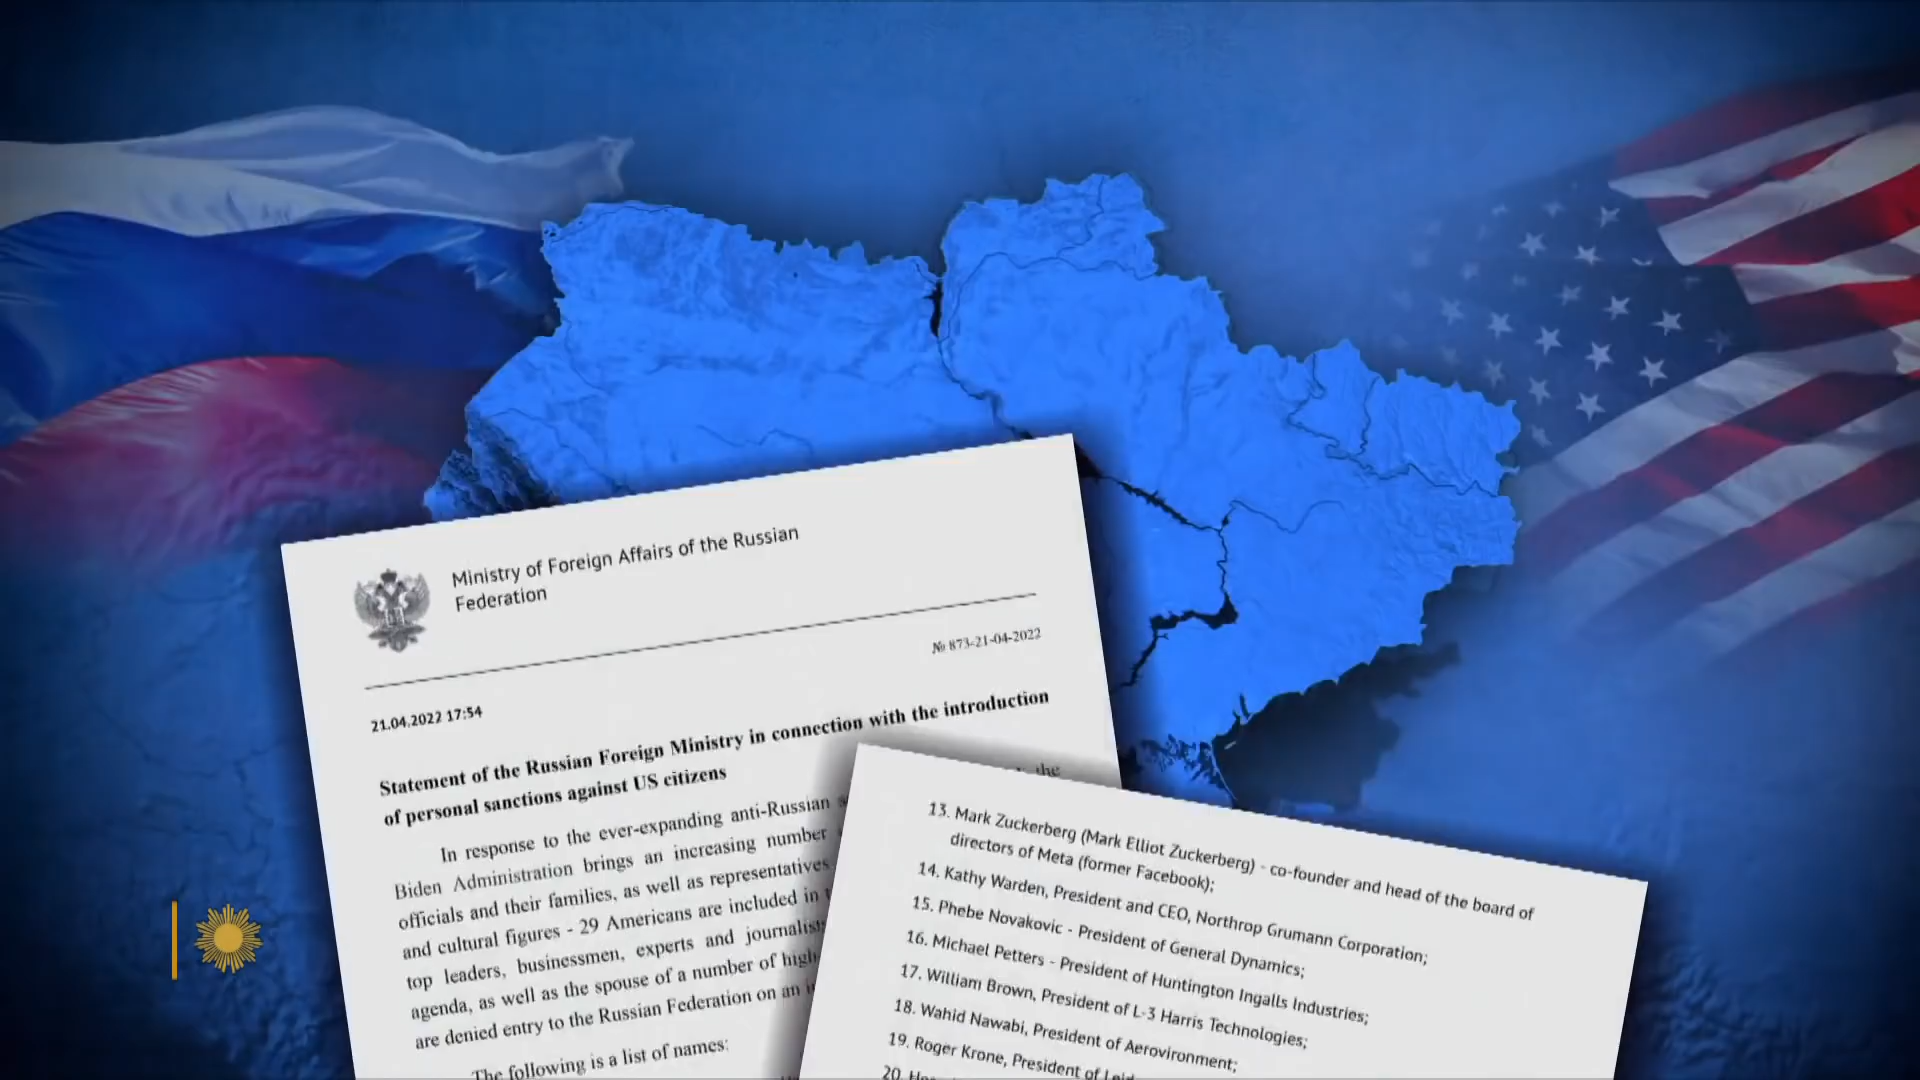 Ministry of Foreign Affairs of the Russian
Federation
№ 873-21-04-2022
21.04.2022 17:54
Statement of the Russian Foreign Ministry in connection with the introduction
of personal sanctions against US citizens
In response to the ever-expanding anti-Russian
the
Biden Administration brings an increasing number
officials and their families, as well as representatives
and cultural figures - 29 Americans are included in
top leaders, businessmen, experts and journalists
agenda, as well as the spouse of a number of high
are denied entry to the Russian Federation on an
The following is a list of names:
13. Mark Zuckerberg (Mark Elliot Zuckerberg) - co-founder and head of the board of
directors of Meta (former Facebook);
14. Kathy Warden, President and CEO, Northrop Grumann Corporation;
15. Phebe Novakovic - President of General Dynamics;
16. Michael Petters - President of Huntington Ingalls Industries;
17. William Brown, President of L-3 Harris Technologies;
18. Wahid Nawabi, President of Aerovironment;
19. Roger Krone, President of
20.